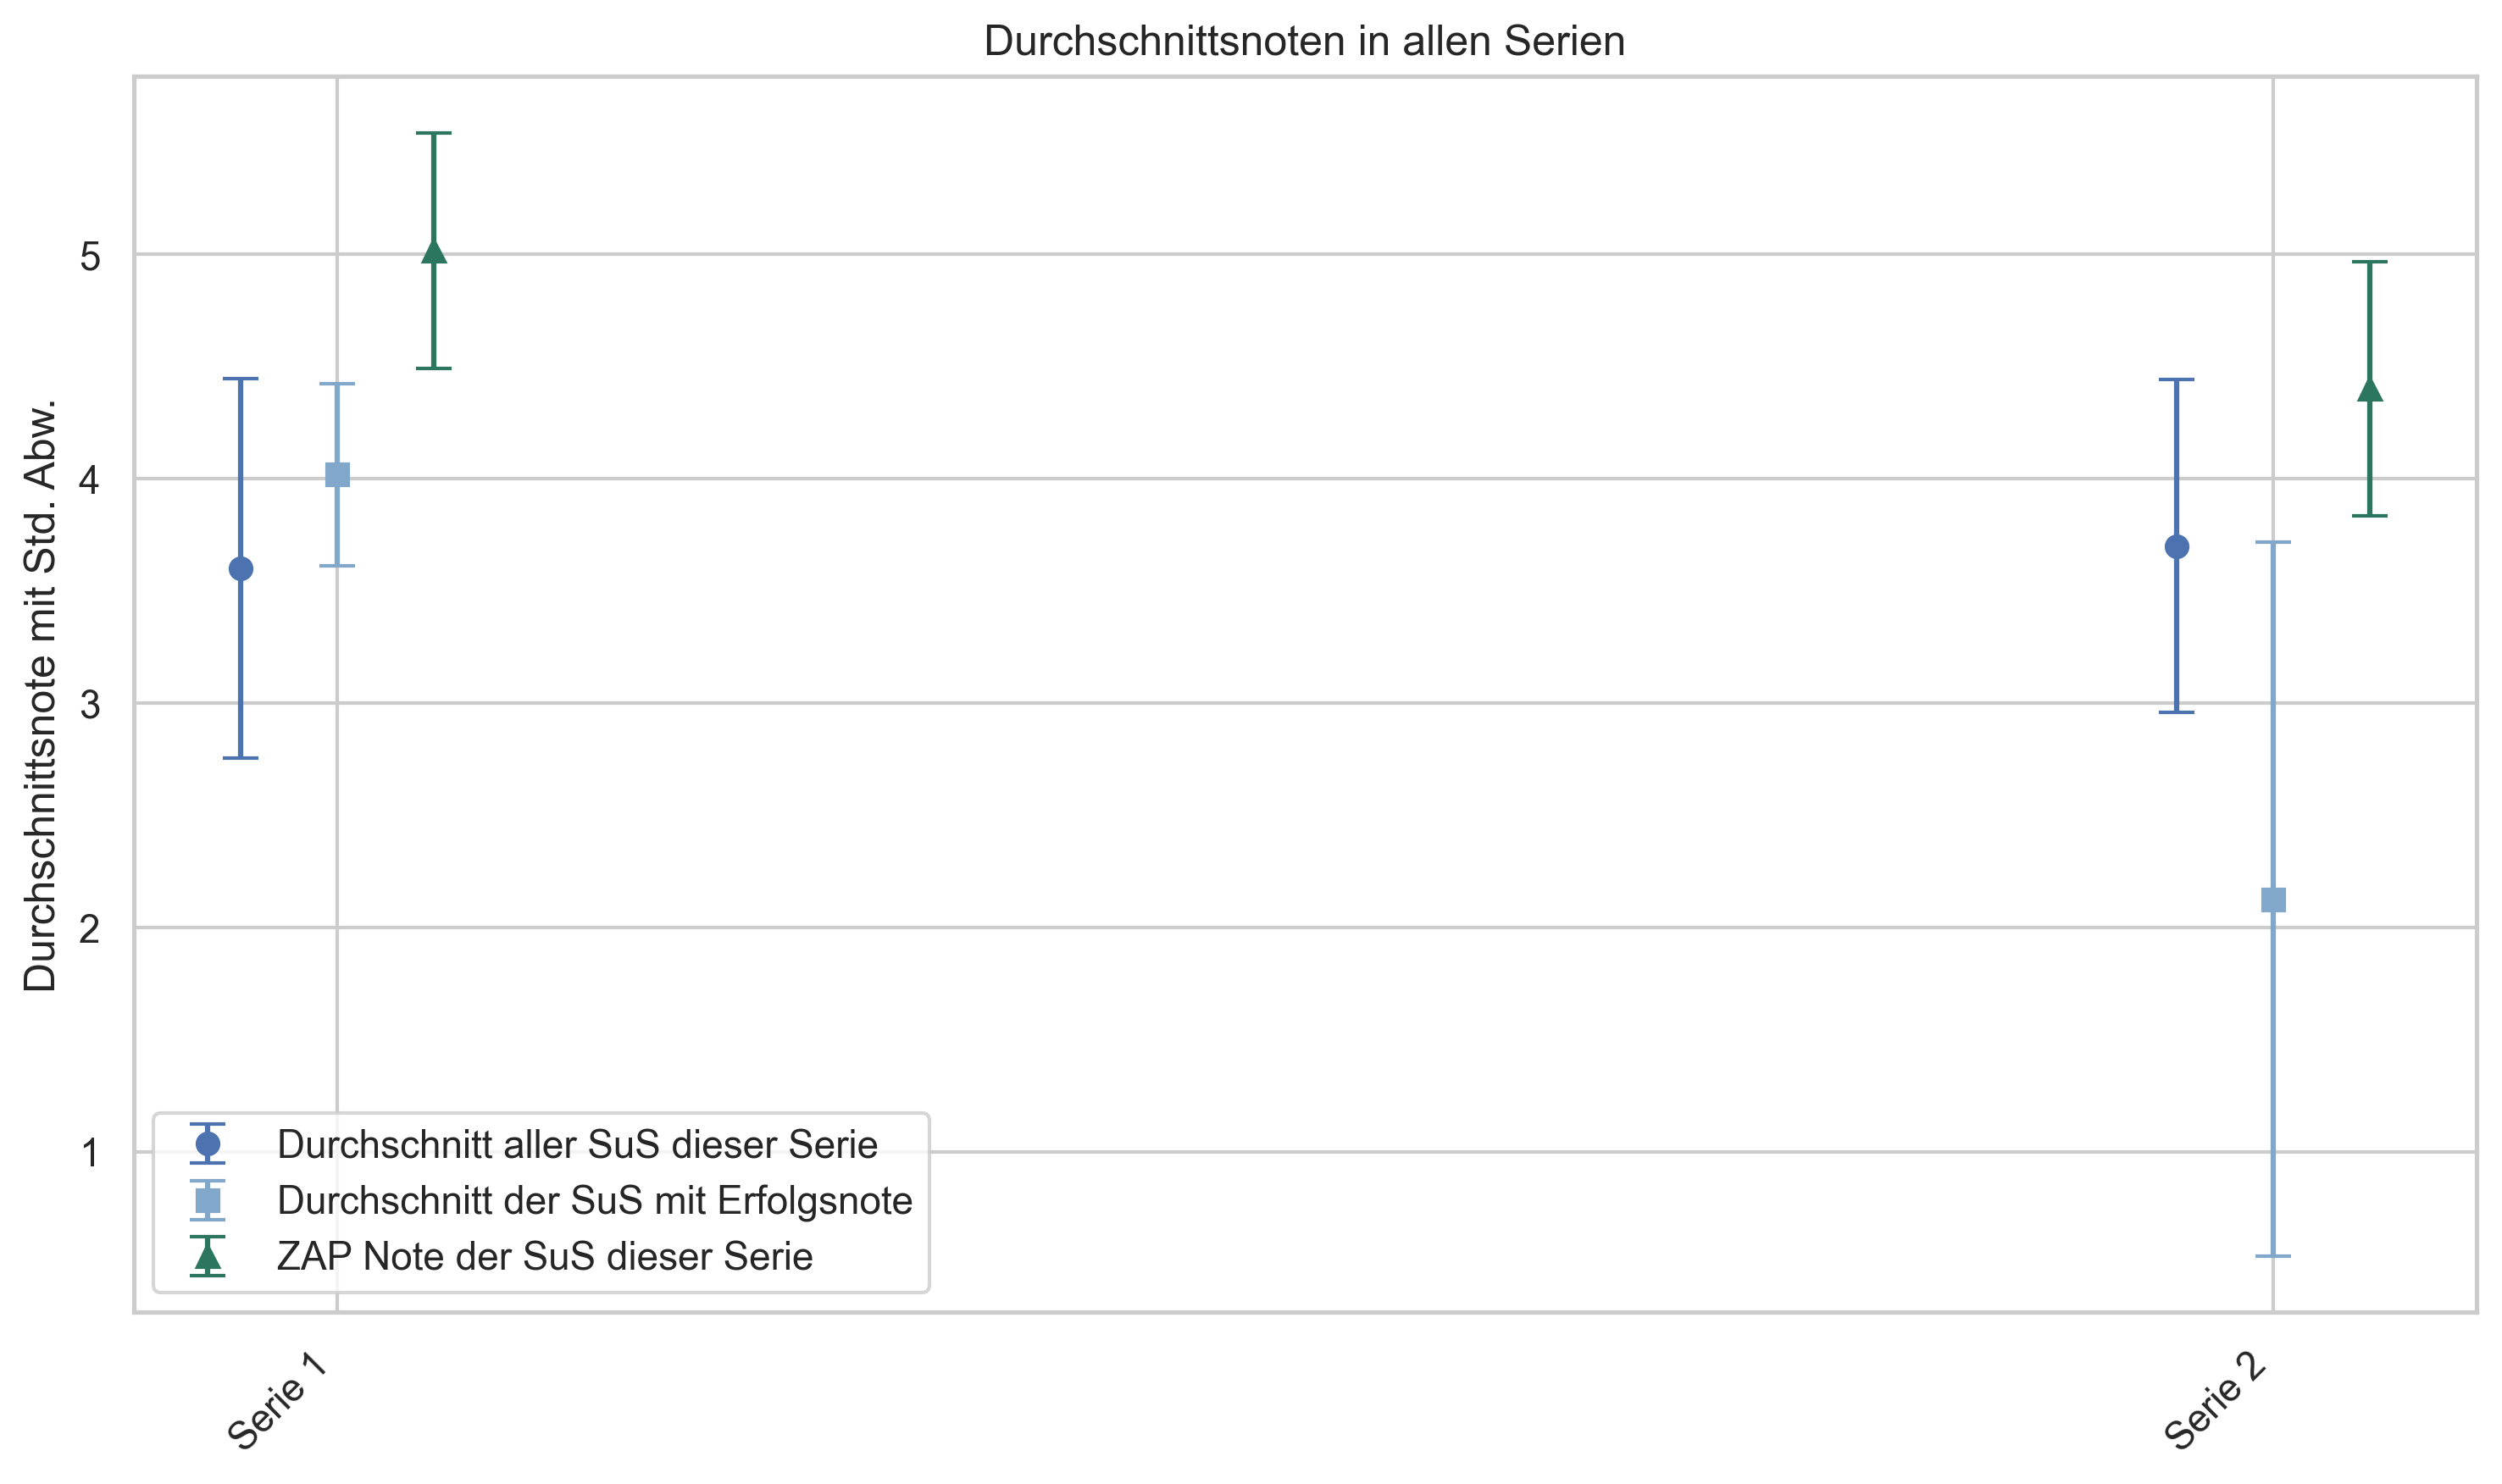 Durchschnittsnoten in allen Serien
Durchschnittsnote mit Std. Abw.
5
4
3
2
1
Durchschnitt aller SuS dieser Serie
Durchschnitt der SuS mit Erfolgsnote
ZAP Note der SuS dieser Serie
Serie 1
Serie 2